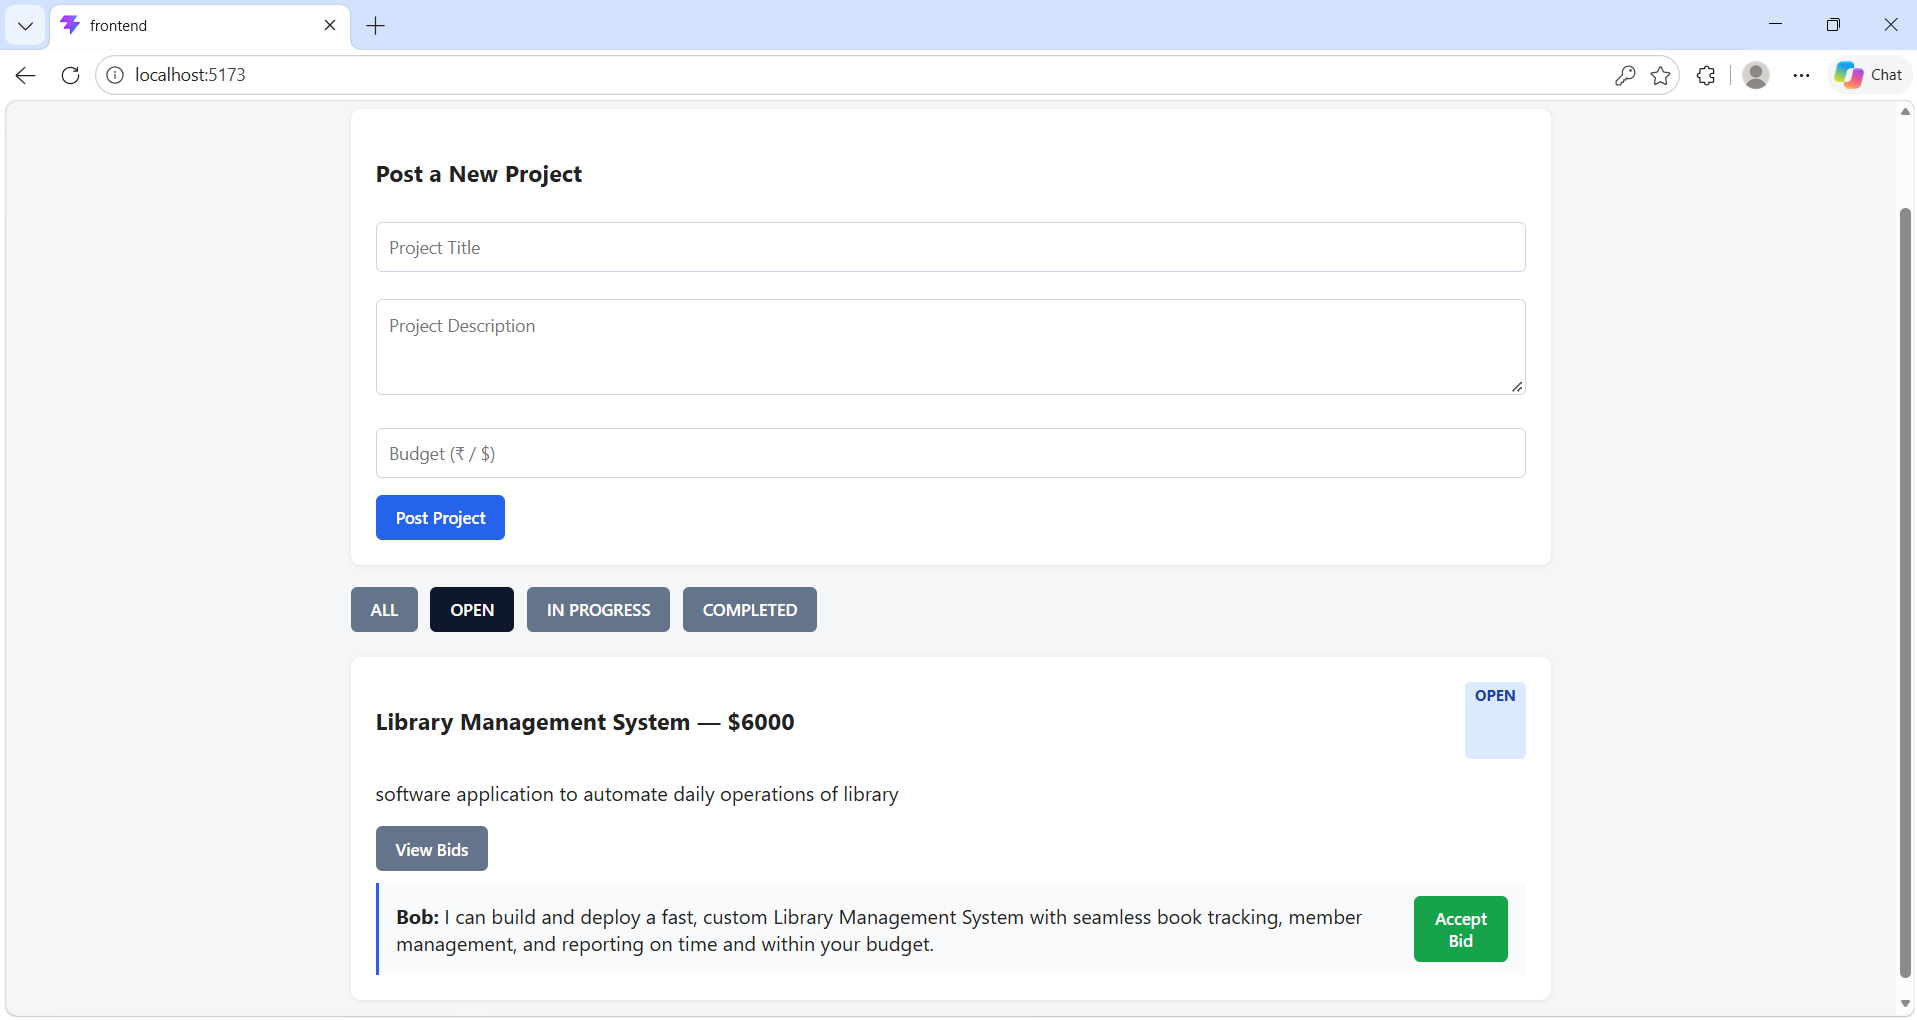 frontend
localhost:5173
Chat
Post a New Project
Project Title
Project Description
Budget (₹ / $)
Post Project
ALL
OPEN
IN PROGRESS
COMPLETED
OPEN
Library Management System — $6000
software application to automate daily operations of library
View Bids
Bob: I can build and deploy a fast, custom Library Management System with seamless book tracking, member
management, and reporting on time and within your budget.
Accept
Bid